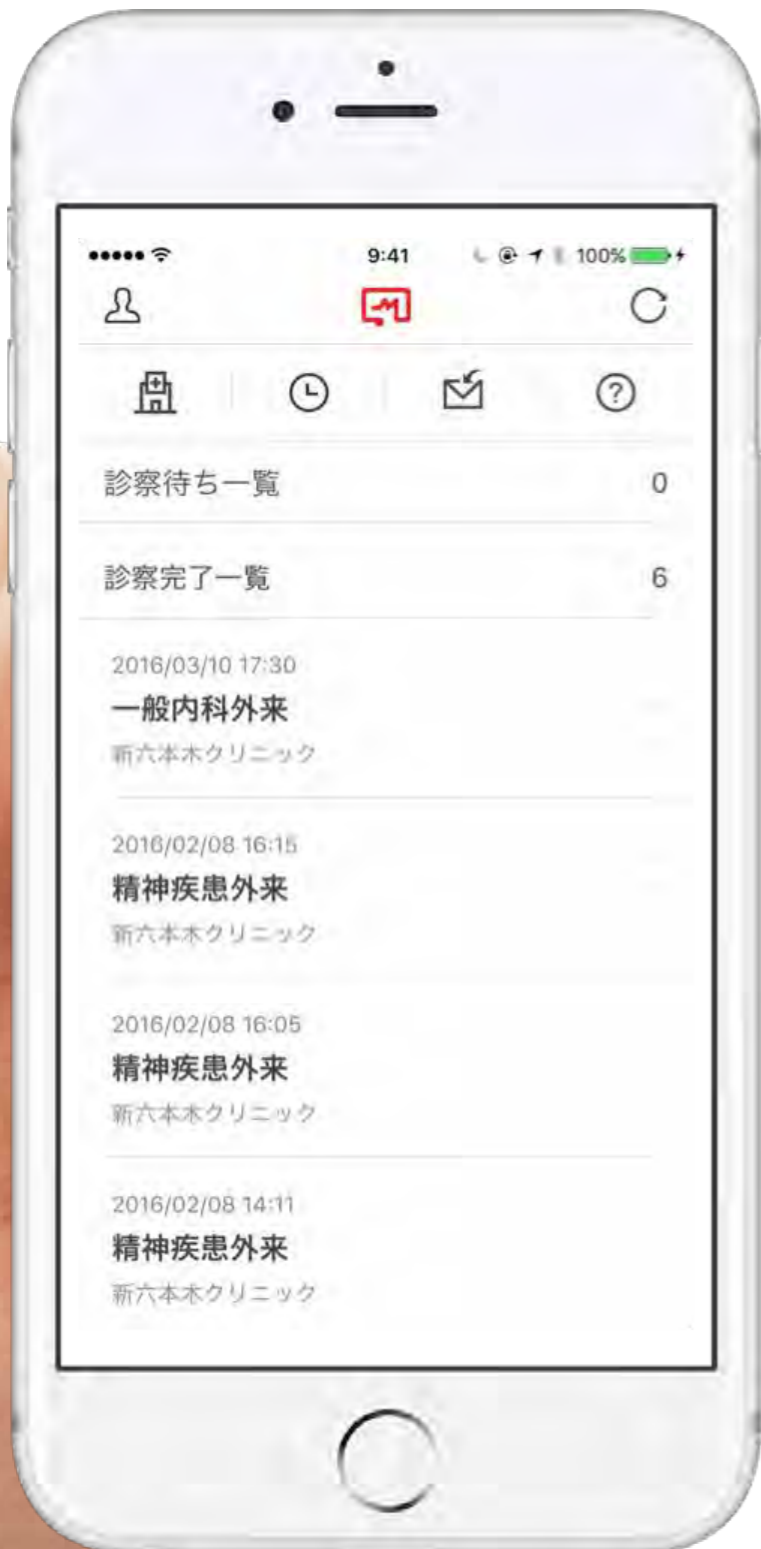 9:41
100%
診察待ち一覧 0
診察完了一覧 6
2016/03/10 17:30
一般内科外来
新六本木クリニック
2016/02/08 16:15
精神疾患外来
新六本木クリニック
2016/02/08 16:05
精神疾患外来
新六本木クリニック
2016/02/08 14:11
精神疾患外来
新六本木クリニック